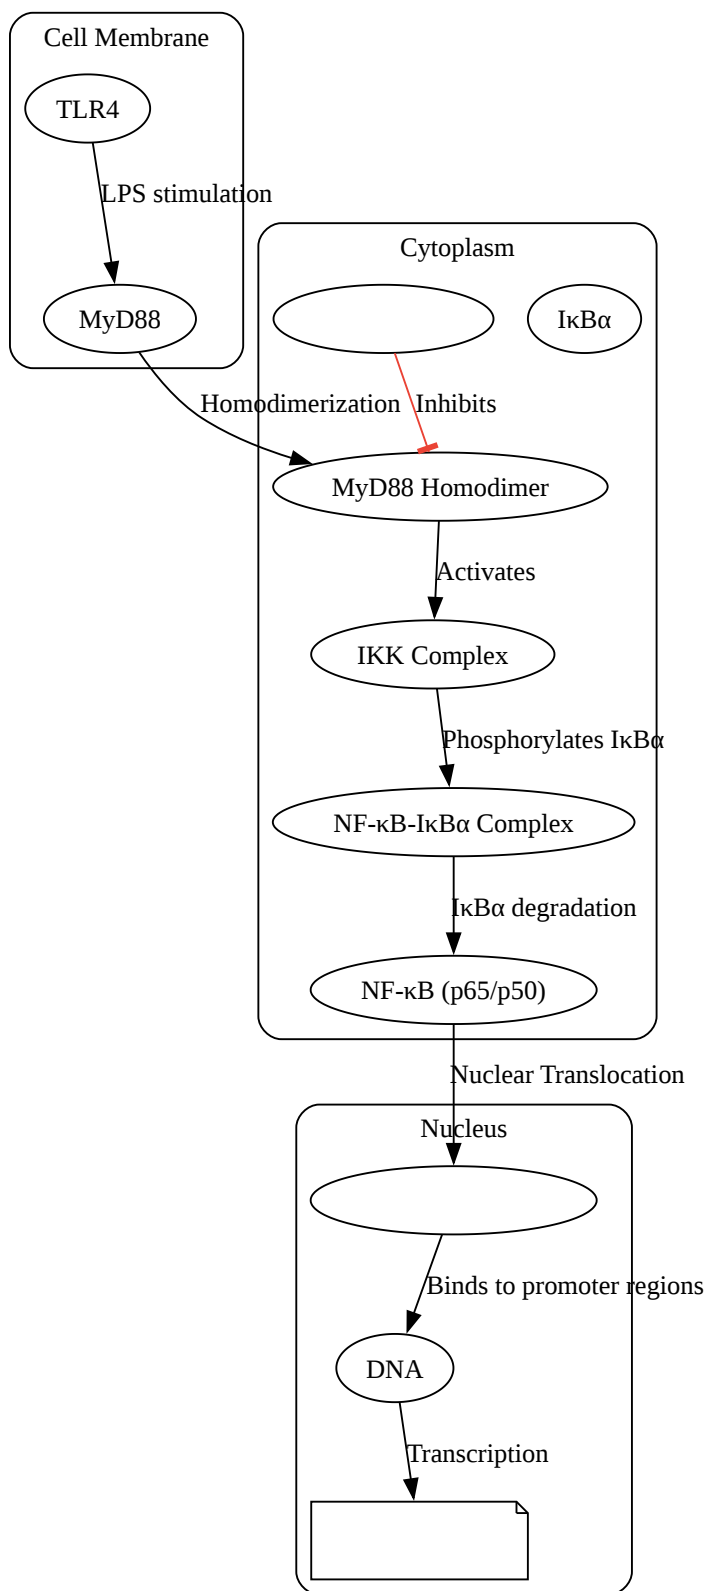 Cell Membrane
TLR4
LPS stimulation
MyD88
Cytoplasm
IκBα
Homodimerization
Inhibits
MyD88 Homodimer
Activates
IKK Complex
Phosphorylates IκBα
NF-κB-IκBα Complex
IκBα degradation
NF-κB (p65/p50)
Nuclear Translocation
Nucleus
Binds to promoter regions
DNA
Transcription